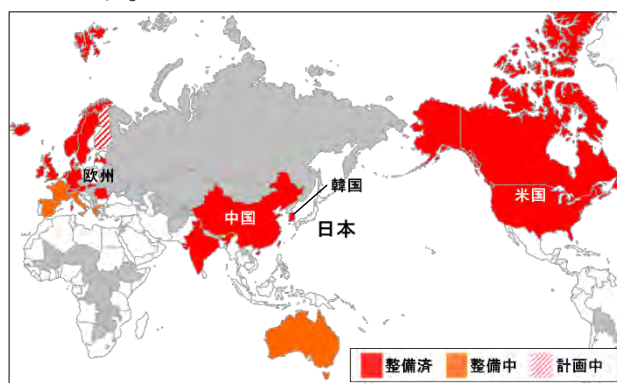 欧州
韓国
中国
日本
米国
整備済 整備中 計画中